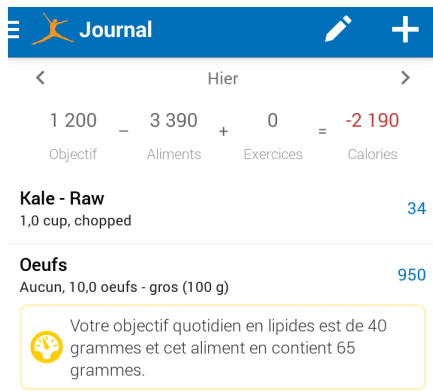 Journal
Hier
1 200 – 3 390 + 0 = -2 190
Objectif Aliments Exercices Calories
Kale - Raw
1,0 cup, chopped
34
Oeufs
Aucun, 10,0 oeufs - gros (100 g)
950
Votre objectif quotidien en lipides est de 40
grammes et cet aliment en contient 65
grammes.